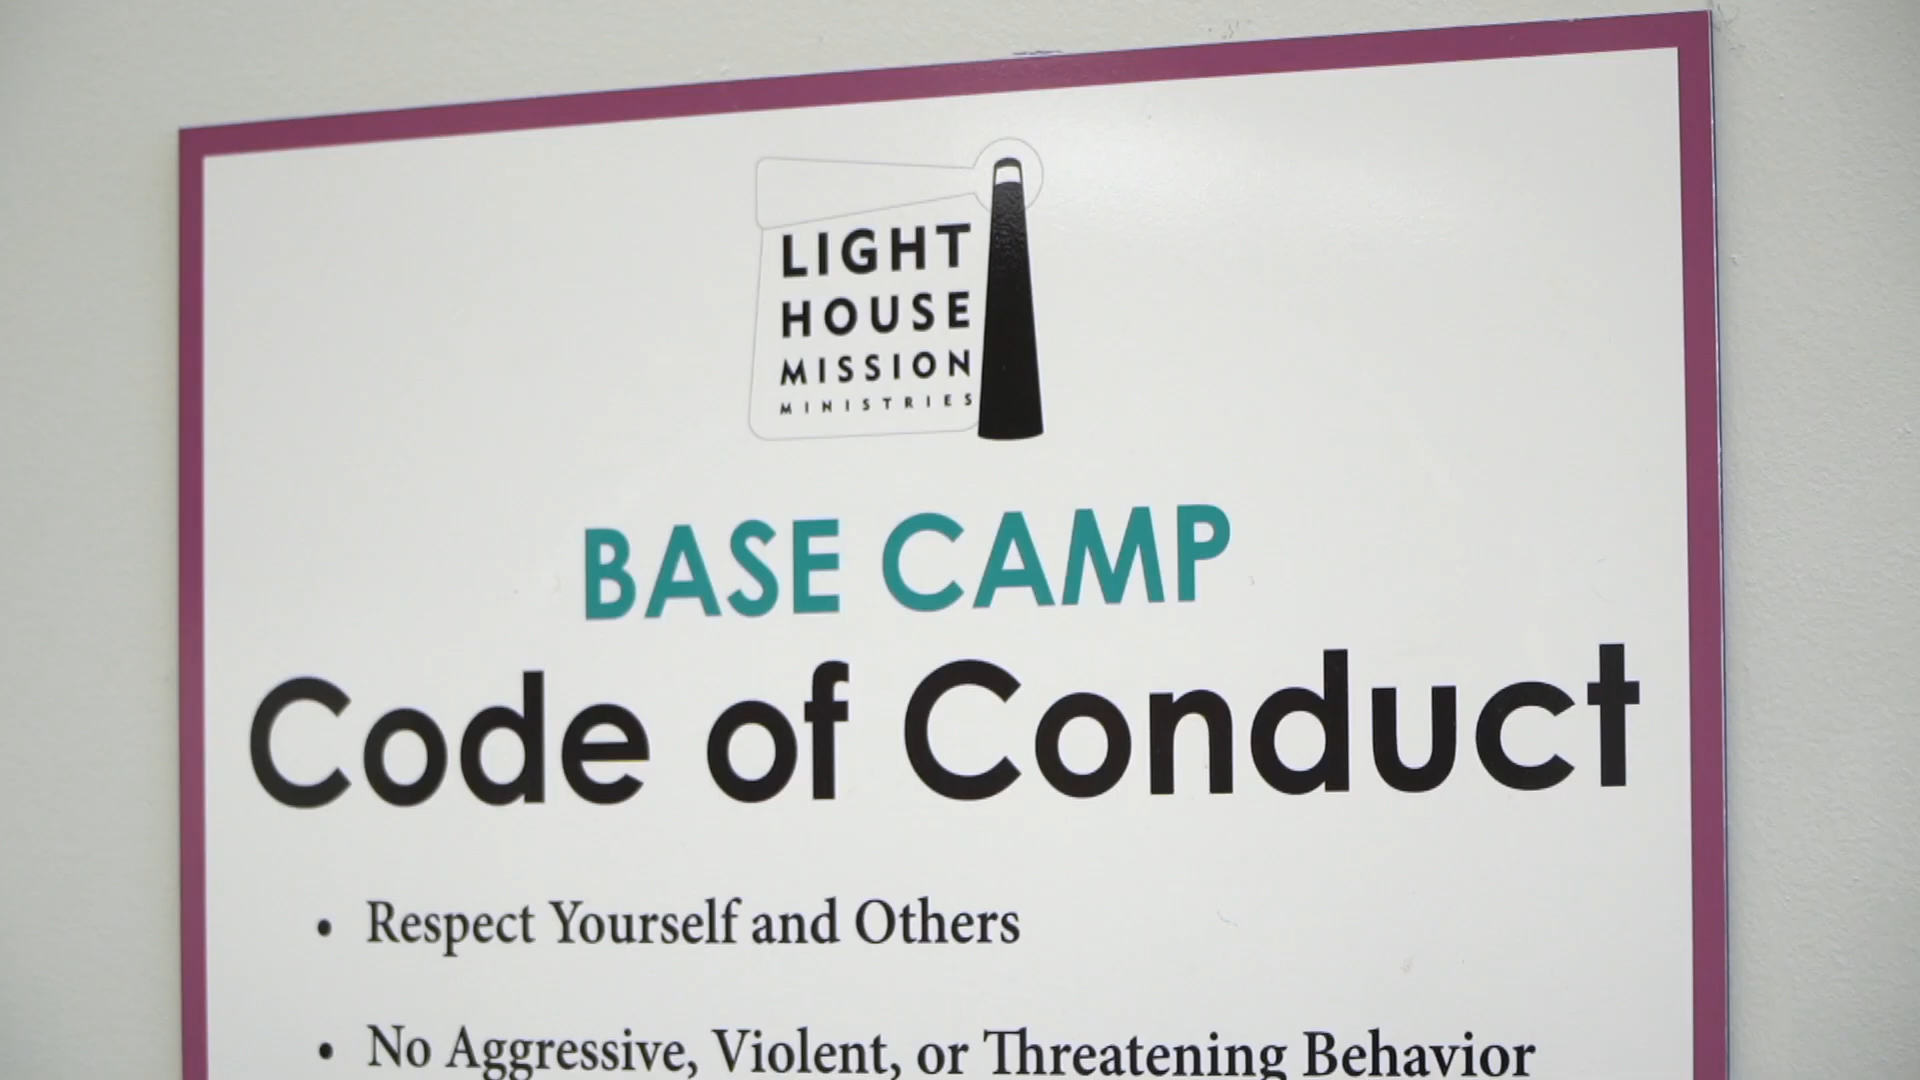 LIGHT
HOUSE
MISSION
MINISTRIES
BASE CAMP
Code of Conduct
• Respect Yourself and Others
• No Aggressive, Violent, or Threatening Behavior